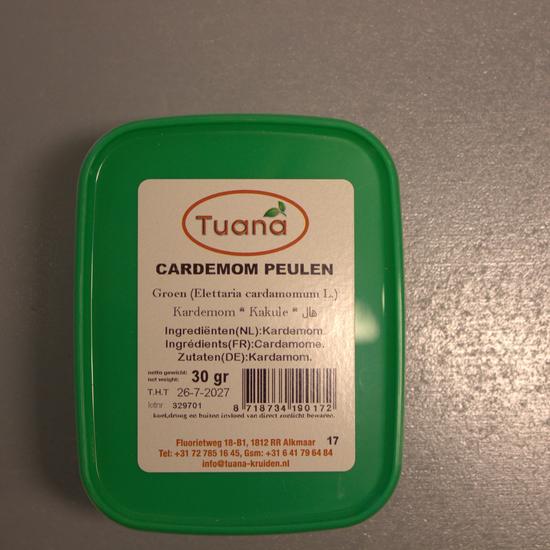 Tuana
CARDEMOM PEULEN
Groen (Elettaria cardamomum L.)
Kardemom * Kakule * هال
Ingrediënten(NL):Kardemom.
Ingrédients(FR):Cardamome.
Zutaten(DE):Kardamom.
netto gewicht:
net weight: 30 gr
T.H.T 26-7-2027
lotnr 329701
8 718734 190172
koel,droog en buiten invloed van direct zonlicht bewaren.
Fluorietweg 18-B1, 1812 RR Alkmaar 17
Tel: +31 72 785 16 45, Gsm: +31 6 41 79 64 84
info@tuana-kruiden.nl